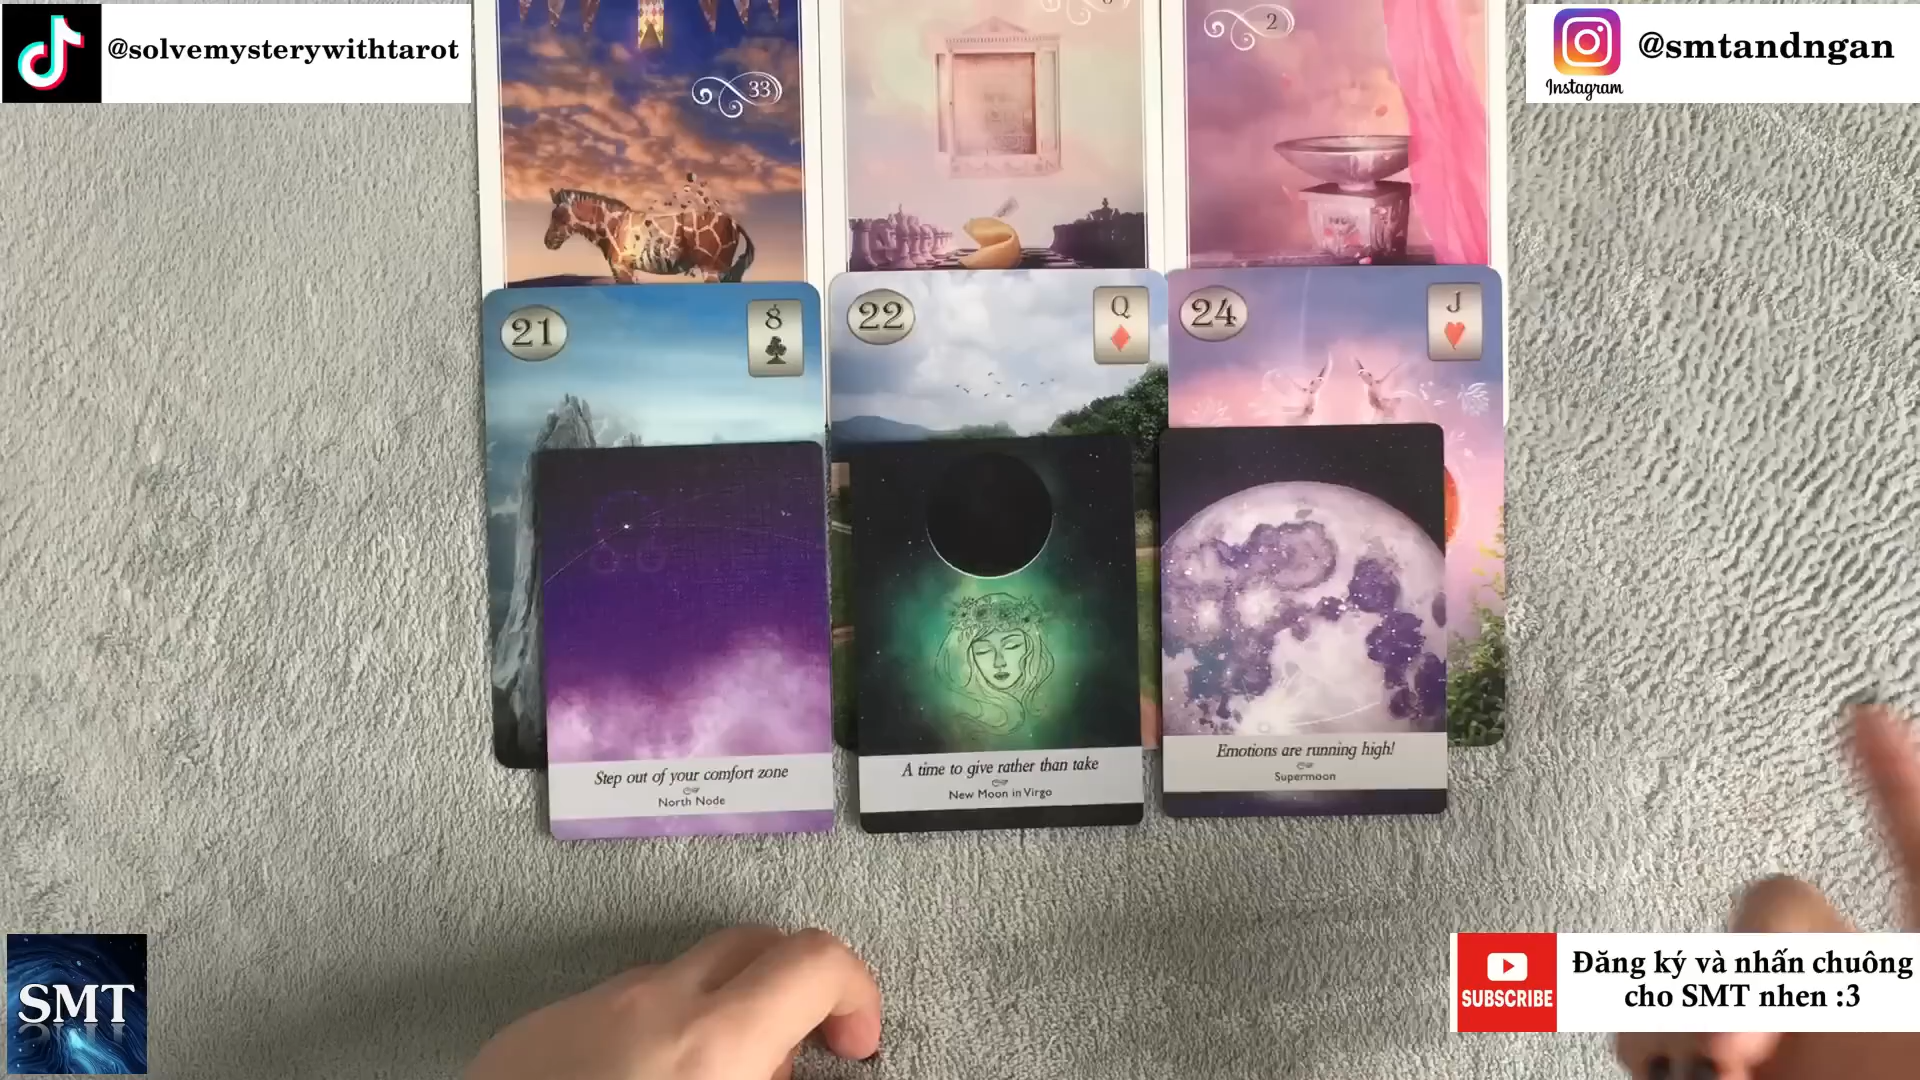 @solvemysterywithtarot
Instagram
@smtandngan
33
2
21
8
22
Q
24
J
Step out of your comfort zone
North Node
A time to give rather than take
New Moon in Virgo
Emotions are running high!
Supermoon
SMT
SUBSCRIBE
Đăng ký và nhấn chuông
cho SMT nhen :3